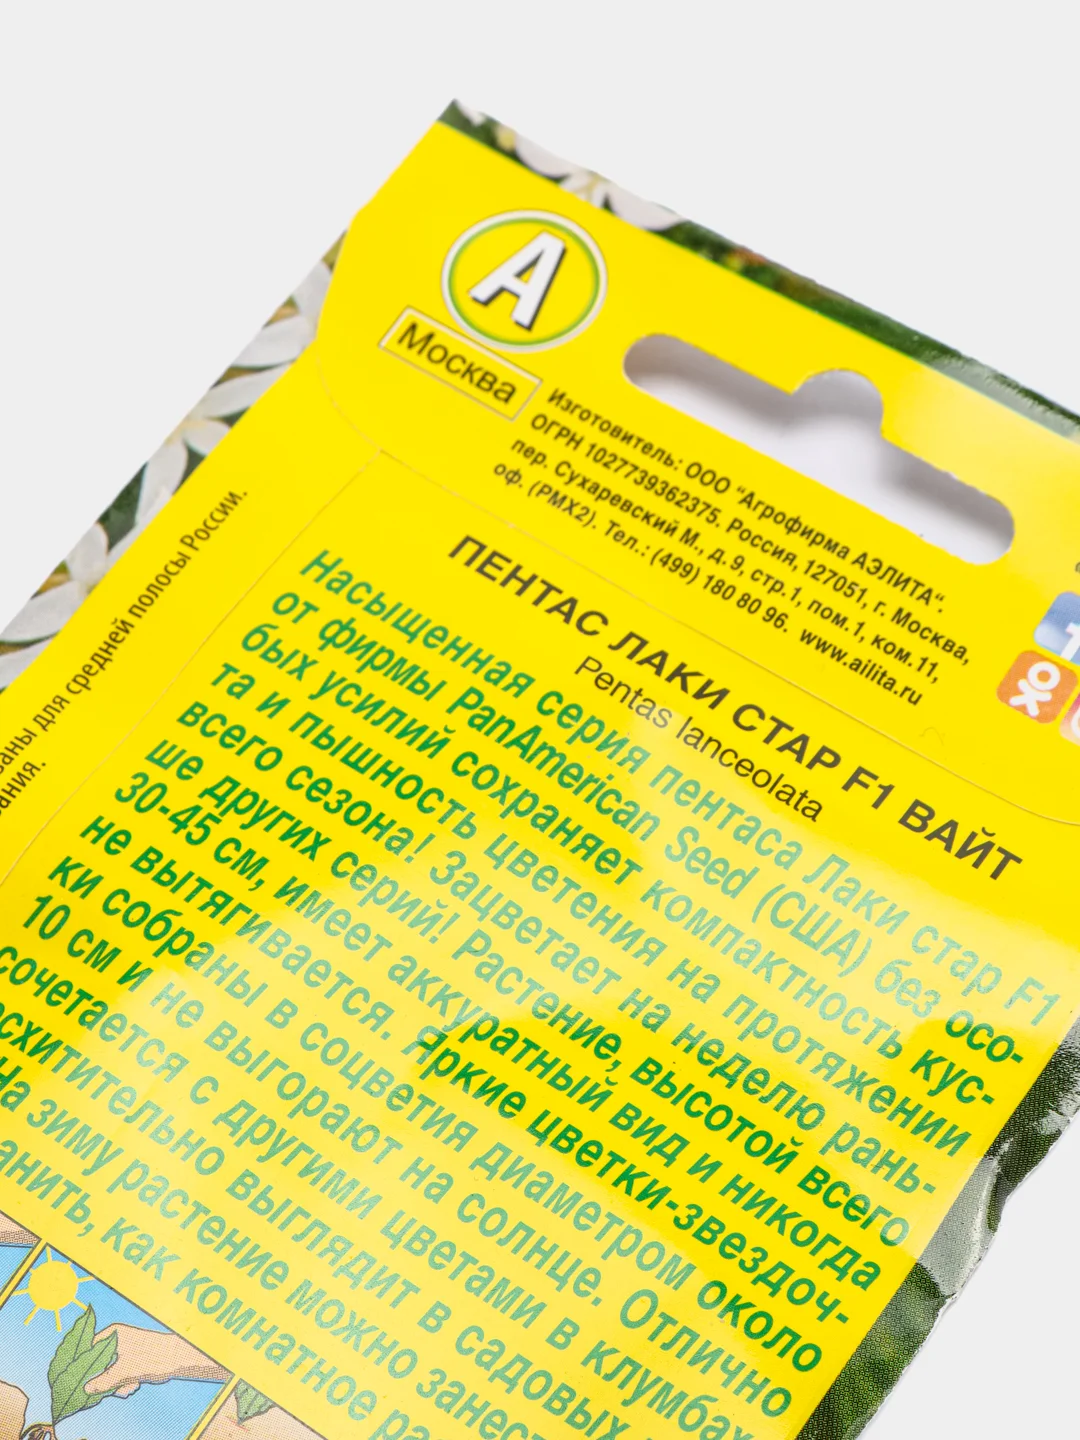 А
Москва
Изготовитель: ООО “Агрофирма АЭЛИТА“.
ОГРН 1027739362375. Россия, 127051, г. Москва,
пер. Сухаревский М., д. 9, стр.1, пом.1, ком.11,
оф. (РМХ2). Тел.: (499) 180 80 96. www.ailita.ru
ПЕНТАС ЛАКИ СТАР F1 ВАЙТ
Pentas lanceolata
Насыщенная серия пентаса Лаки стар F1
от фирмы PanAmerican Seed (США) без осо-
бых усилий сохраняет компактность кус-
та и пышность цветения на протяжении
всего сезона! Зацветает на неделю рань-
ше других серий! Растение, высотой всего
30-45 см, имеет аккуратный вид и никогда
не вытягивается. Яркие цветки-звездоч-
ки собраны в соцветия диаметром около
10 см и не выгорают на солнце. Отлично
сочетается с другими цветами в клумбах,
выглядит в садовых
На зиму растение можно
как комнатное
для средней полосы России.